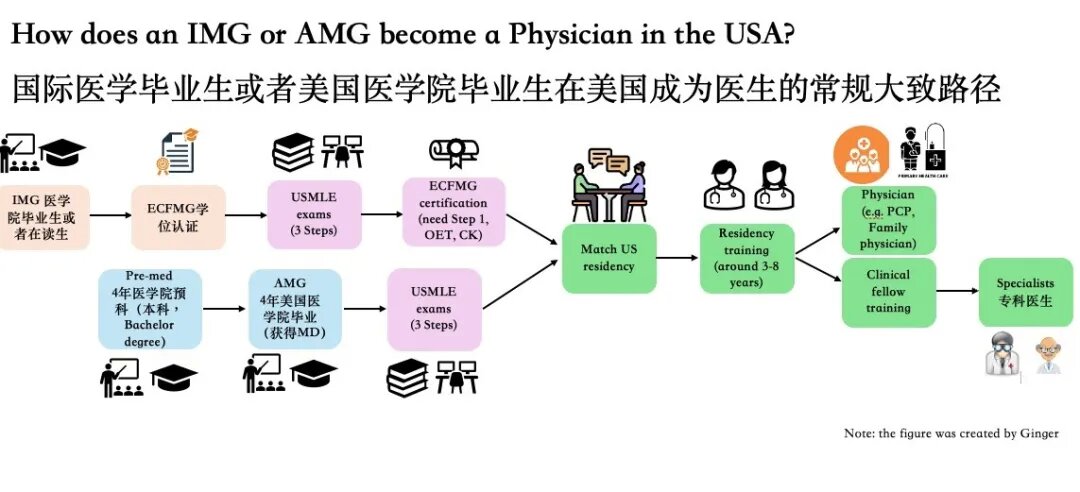 How does an IMG or AMG become a Physician in the USA?
国际医学毕业生或者美国医学院毕业生在美国成为医生的常规大致路径
IMG 医学
院毕业生或
者在读生
ECFMG学
位认证
USMLE
exams
(3 Steps)
ECFMG
certification
(need Step 1,
OET, CK)
Pre-med
4年医学院预
科（本科，
Bachelor
degree)
AMG
4年美国医
学院毕业
(获得MD)
USMLE
exams
(3 Steps)
Match US
residency
Residency
training
(around 3-8
years)
PRIMARY HEALTH CARE
Physician
(e.g. PCP,
Family
physician)
Clinical
fellow
training
Specialists
专科医生
Note: the figure was created by Ginger